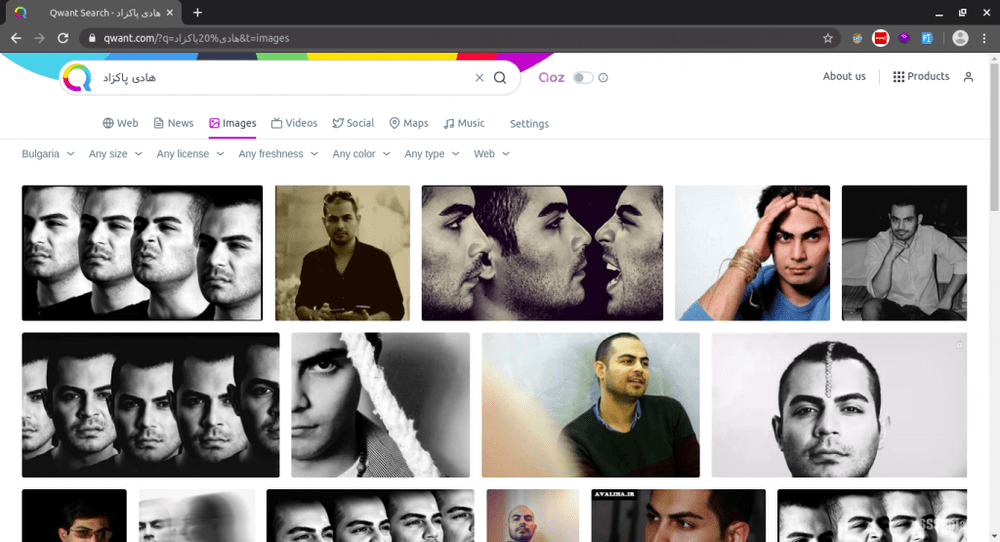 Qwant Search - هادی پاکزاد
qwant.com/?q=هادی%20پاکزاد&t=images
هادی پاکزاد
Qoz
About us
Products
Web
News
Images
Videos
Social
Maps
Music
Settings
Bulgaria
Any size
Any license
Any freshness
Any color
Any type
Web
AVALIHA.IR